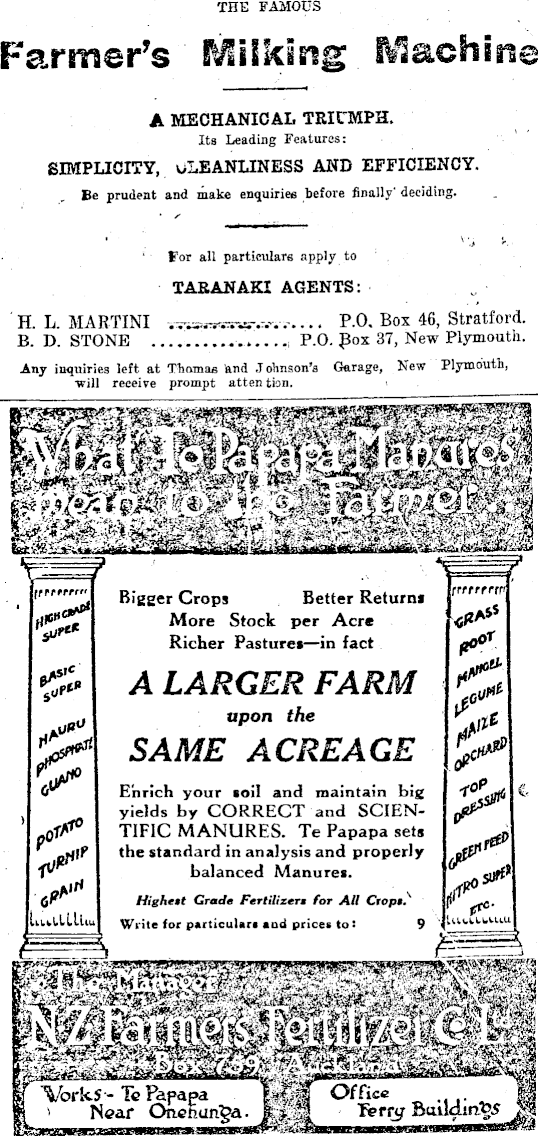 THE FAMOUS
Farmer's Milking Machine
A MECHANICAL TRIUMPH.
Its Leading Features:
SIMPLICITY, CLEANLINESS AND EFFICIENCY.
Be prudent and make enquiries before finally deciding.
For all particulars apply to
TARANAKI AGENTS:
H. L. MARTINI .................... P.O. Box 46, Stratford.
B. D. STONE .................. P.O. Box 37, New Plymouth.
Any inquiries left at Thomas and Johnson's Garage, New Plymouth,
will receive prompt attention.
What Te Papapa Manures
mean to the Farmer...
HIGH GRADE
SUPER
BASIC
SUPER
NAURU
PHOSPHATE
GUANO
POTATO
TURNIP
GRAIN
Bigger Crops Better Returns
More Stock per Acre
Richer Pastures—in fact
A LARGER FARM
upon the
SAME ACREAGE
Enrich your soil and maintain big
yields by CORRECT and SCIEN-
TIFIC MANURES. Te Papapa sets
the standard in analysis and properly
balanced Manures.
Highest Grade Fertilizers for All Crops.
Write for particulars and prices to: 9
GRASS
ROOT
MANGEL
LEGUME
MAIZE
ORCHARD
TOP
DRESSING
GREEN FEED
NITRO SUPER
ETC.
The Manager
NZ Farmers Fertilizer Co Ltd
Box Auckland
Works - Te Papapa
Near Onehunga.
Office
Ferry Buildings